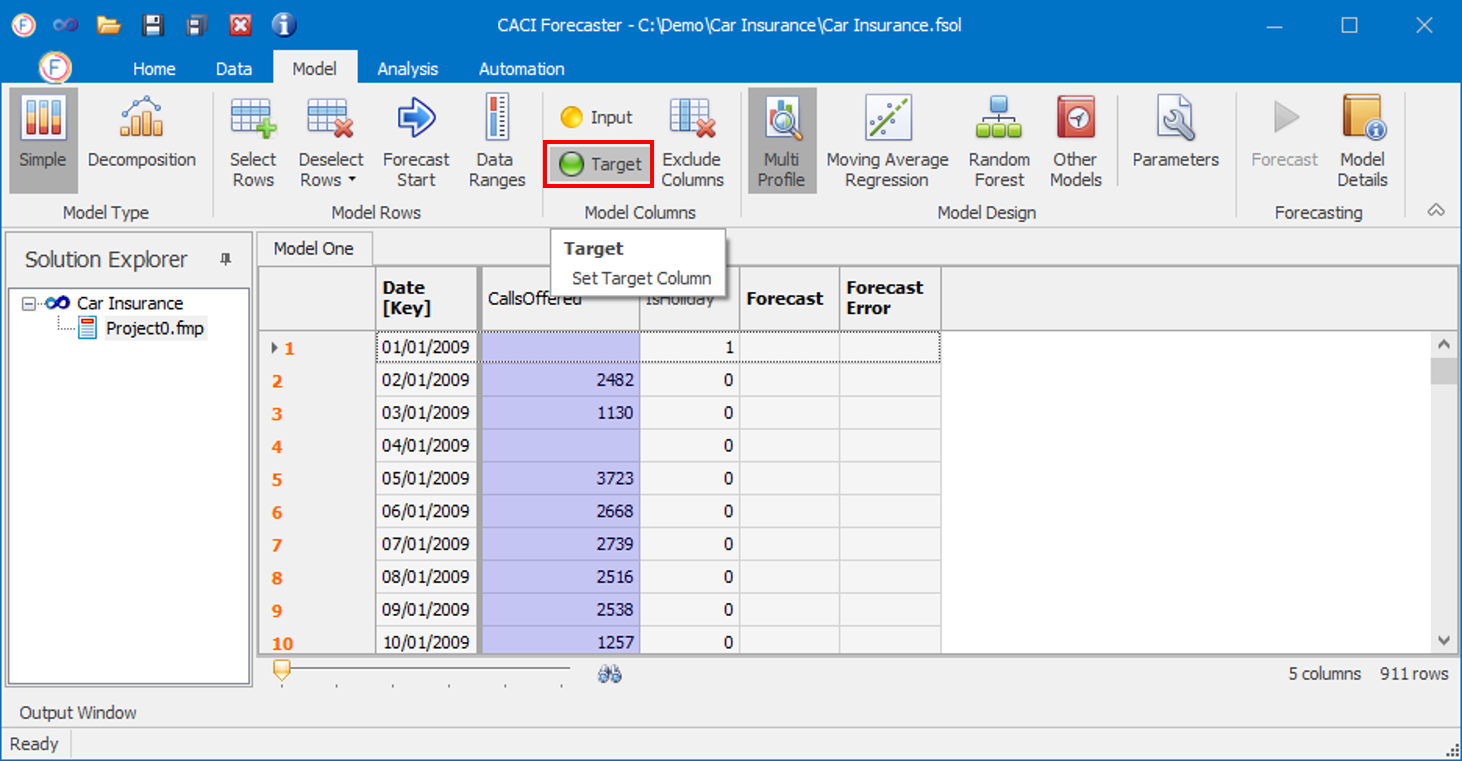 CACI Forecaster - C:\Demo\Car Insurance\Car Insurance.fsol
F Home Data Model Analysis Automation
Input
Target
Simple Decomposition Select Rows Deselect Rows Forecast Start Data Ranges Exclude Columns Multi Profile Moving Average Regression Random Forest Other Models Parameters Forecast Model Details
Model Type Model Rows Model Columns Model Design Forecasting
Solution Explorer
Car Insurance
Project0.fmp
Model One
Target
Set Target Column
Date [Key] CallsOffered IsHoliday Forecast Forecast Error
1 01/01/2009 1
2 02/01/2009 2482 0
3 03/01/2009 1130 0
4 04/01/2009 0
5 05/01/2009 3723 0
6 06/01/2009 2668 0
7 07/01/2009 2739 0
8 08/01/2009 2516 0
9 09/01/2009 2538 0
10 10/01/2009 1257 0
5 columns 911 rows
Output Window
Ready